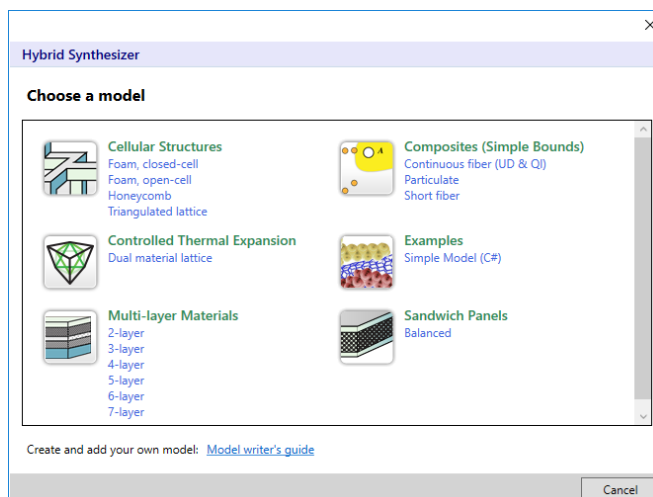 Hybrid Synthesizer
Choose a model
Cellular Structures
Foam, closed-cell
Foam, open-cell
Honeycomb
Triangulated lattice
Composites (Simple Bounds)
Continuous fiber (UD & QI)
Particulate
Short fiber
A
Controlled Thermal Expansion
Dual material lattice
Examples
Simple Model (C#)
Multi-layer Materials
2-layer
3-layer
4-layer
5-layer
6-layer
7-layer
Sandwich Panels
Balanced
Create and add your own model: Model writer's guide
Cancel